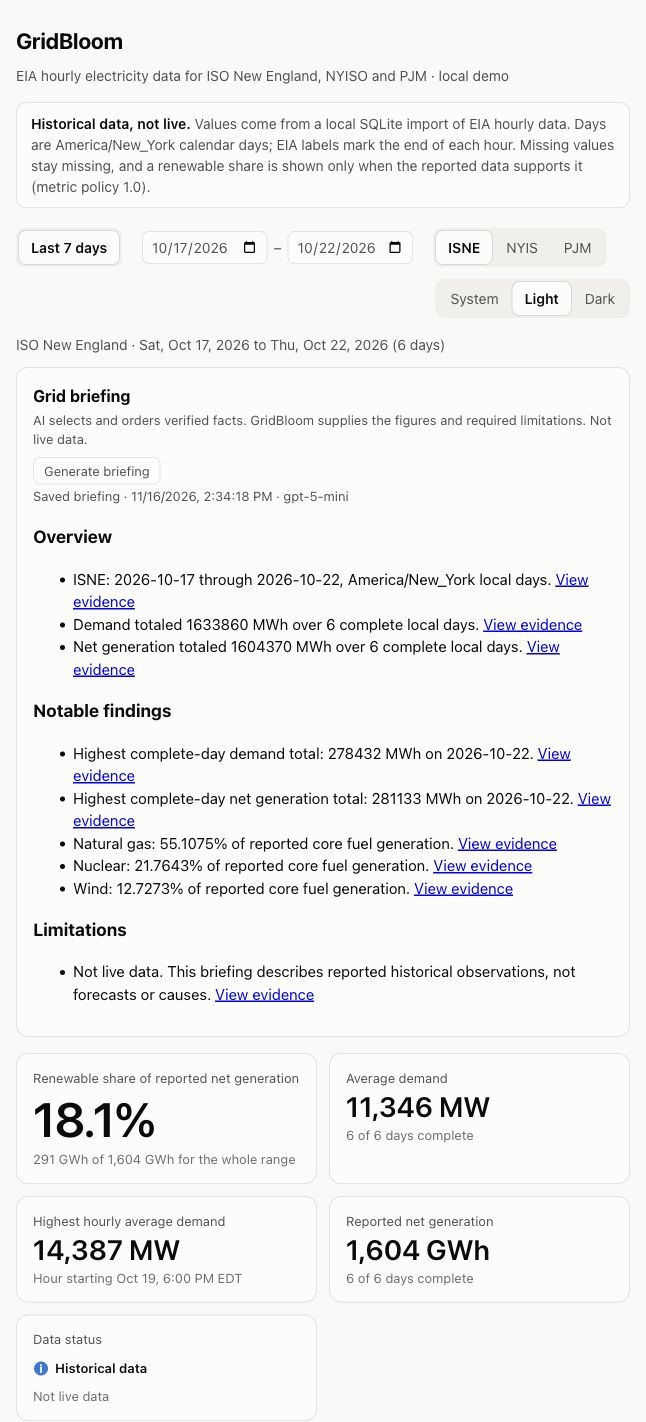 GridBloom
EIA hourly electricity data for ISO New England, NYISO and PJM · local demo
Historical data, not live. Values come from a local SQLite import of EIA hourly data. Days
are America/New_York calendar days; EIA labels mark the end of each hour. Missing values
stay missing, and a renewable share is shown only when the reported data supports it
(metric policy 1.0).
Last 7 days 10/17/2026 – 10/22/2026 ISNE NYIS PJM
System Light Dark
ISO New England · Sat, Oct 17, 2026 to Thu, Oct 22, 2026 (6 days)
Grid briefing
AI selects and orders verified facts. GridBloom supplies the figures and required limitations. Not
live data.
Generate briefing
Saved briefing · 11/16/2026, 2:34:18 PM · gpt-5-mini
Overview
• ISNE: 2026-10-17 through 2026-10-22, America/New_York local days. View
evidence
• Demand totaled 1633860 MWh over 6 complete local days. View evidence
• Net generation totaled 1604370 MWh over 6 complete local days. View
evidence
Notable findings
• Highest complete-day demand total: 278432 MWh on 2026-10-22. View
evidence
• Highest complete-day net generation total: 281133 MWh on 2026-10-22. View
evidence
• Natural gas: 55.1075% of reported core fuel generation. View evidence
• Nuclear: 21.7643% of reported core fuel generation. View evidence
• Wind: 12.7273% of reported core fuel generation. View evidence
Limitations
• Not live data. This briefing describes reported historical observations, not
forecasts or causes. View evidence
Renewable share of reported net generation
18.1%
291 GWh of 1,604 GWh for the whole range
Average demand
11,346 MW
6 of 6 days complete
Highest hourly average demand
14,387 MW
Hour starting Oct 19, 6:00 PM EDT
Reported net generation
1,604 GWh
6 of 6 days complete
Data status
Historical data
Not live data